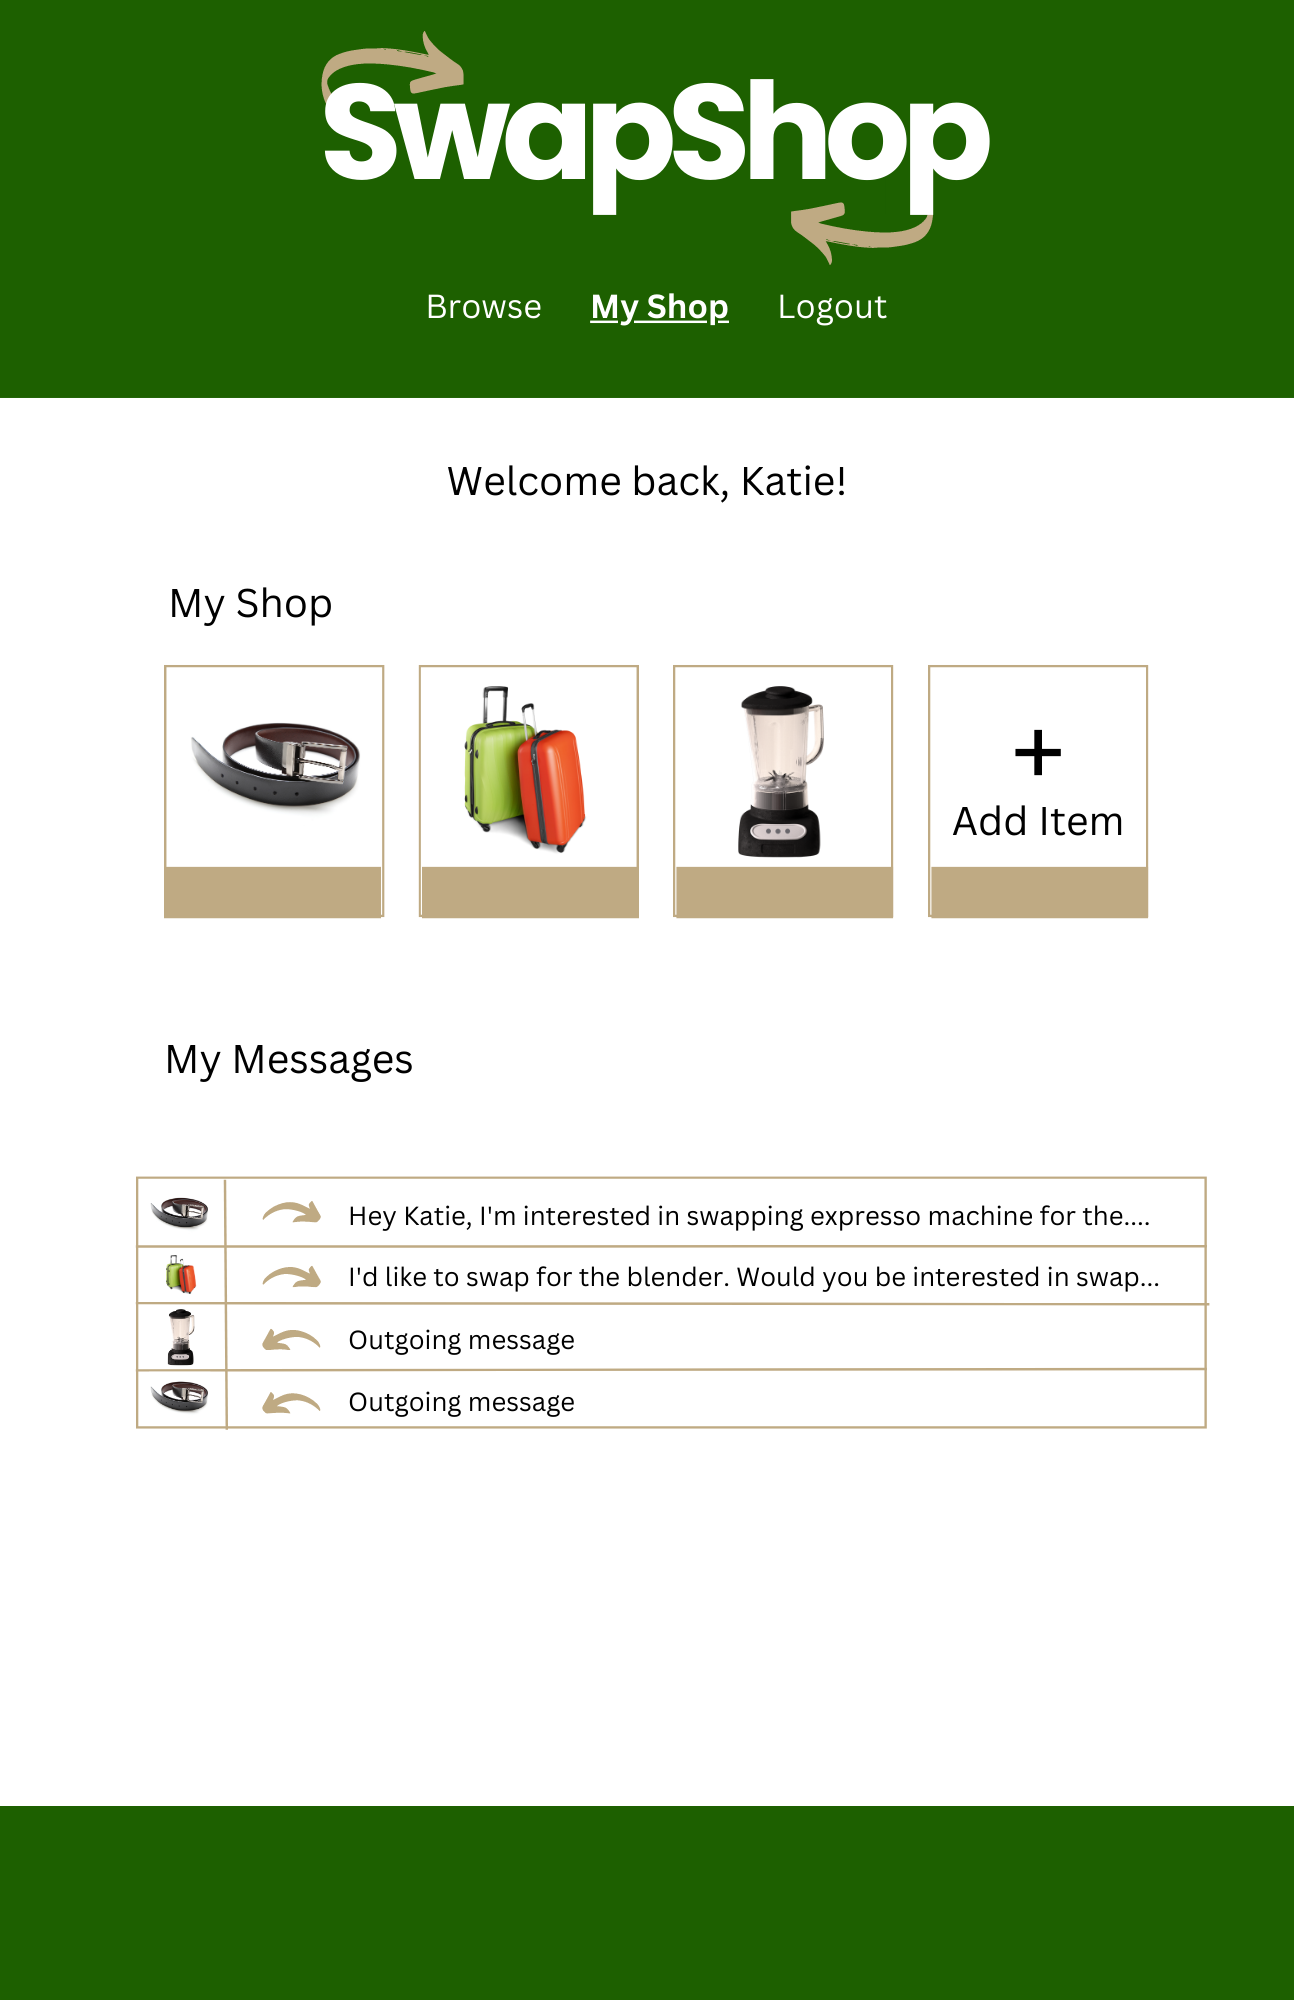 SwapShop
Browse My Shop Logout
Welcome back, Katie!
My Shop
+
Add Item
My Messages
Hey Katie, I'm interested in swapping expresso machine for the....
I'd like to swap for the blender. Would you be interested in swap...
Outgoing message
Outgoing message